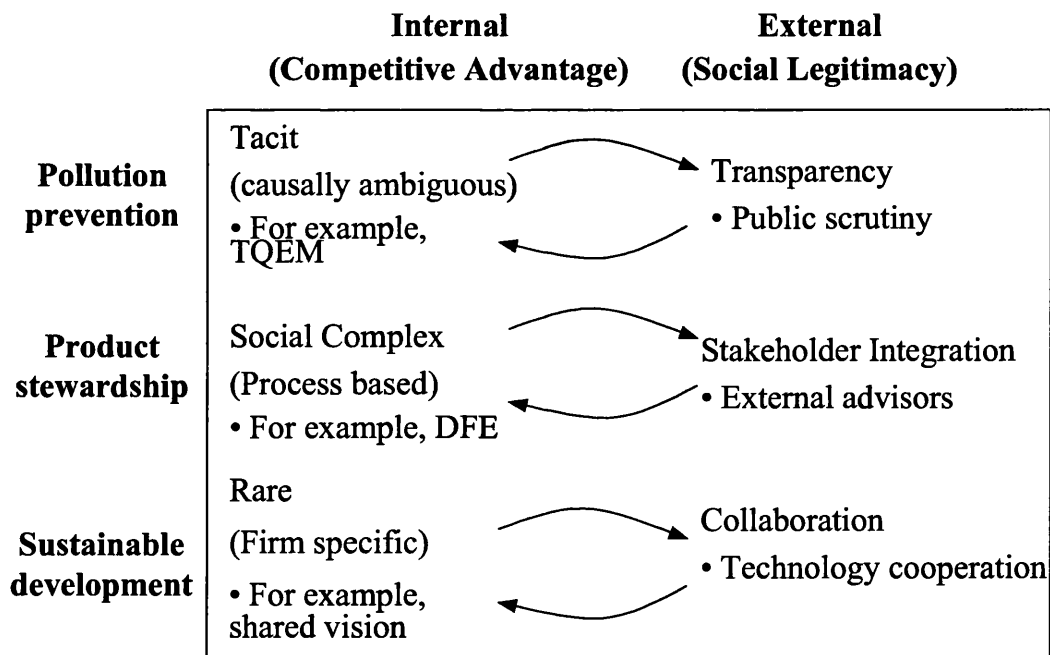 Internal
(Competitive Advantage)
External
(Social Legitimacy)
Pollution
prevention
Tacit
(causally ambiguous)
• For example,
TQEM
Transparency
• Public scrutiny
Product
stewardship
Social Complex
(Process based)
• For example, DFE
Stakeholder Integration
• External advisors
Sustainable
development
Rare
(Firm specific)
• For example,
shared vision
Collaboration
• Technology cooperation